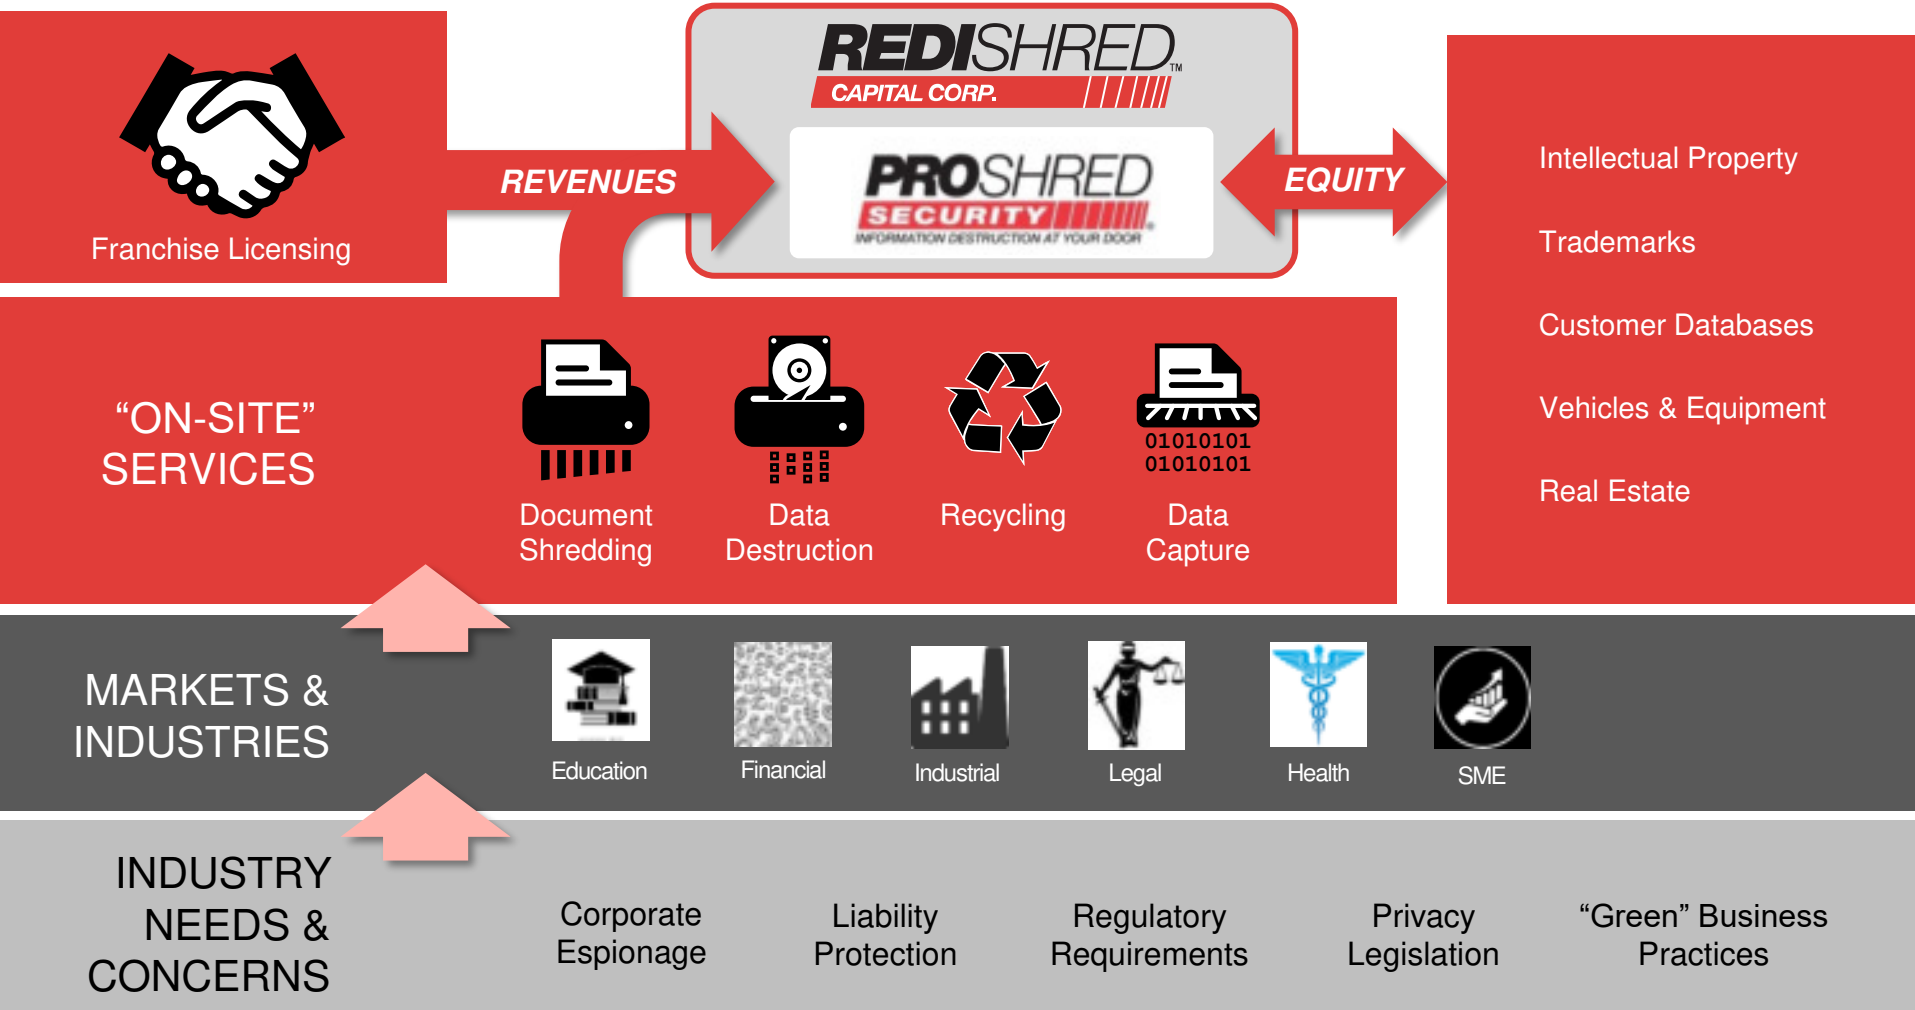 REDISHRED™
CAPITAL CORP.
PROSHRED
SECURITY®
INFORMATION DESTRUCTION AT YOUR DOOR
Franchise Licensing
REVENUES
EQUITY
Intellectual Property
Trademarks
Customer Databases
Vehicles & Equipment
Real Estate
“ON-SITE”
SERVICES
Document
Shredding
Data
Destruction
Recycling
01010101
01010101
Data
Capture
MARKETS &
INDUSTRIES
Education
Financial
Industrial
Legal
Health
SME
INDUSTRY
NEEDS &
CONCERNS
Corporate
Espionage
Liability
Protection
Regulatory
Requirements
Privacy
Legislation
“Green” Business
Practices